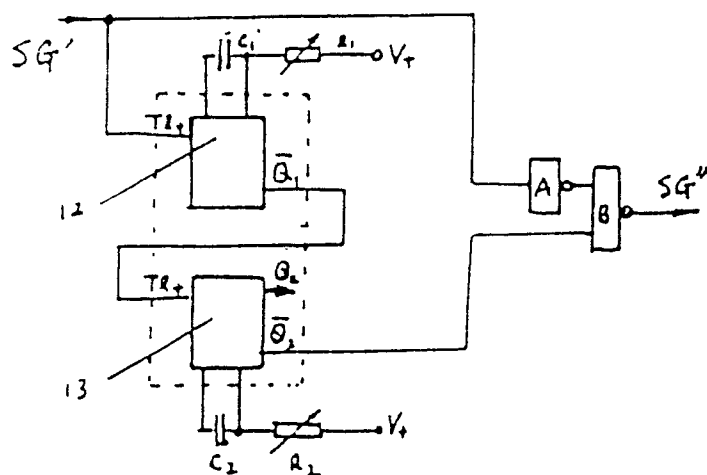 SG'
C₁
R₁
V₊
TR₊
Q̅₁
12
A
B
SG"
TR₊
Q₂
Q̅₂
13
C₂
R₂
V₊